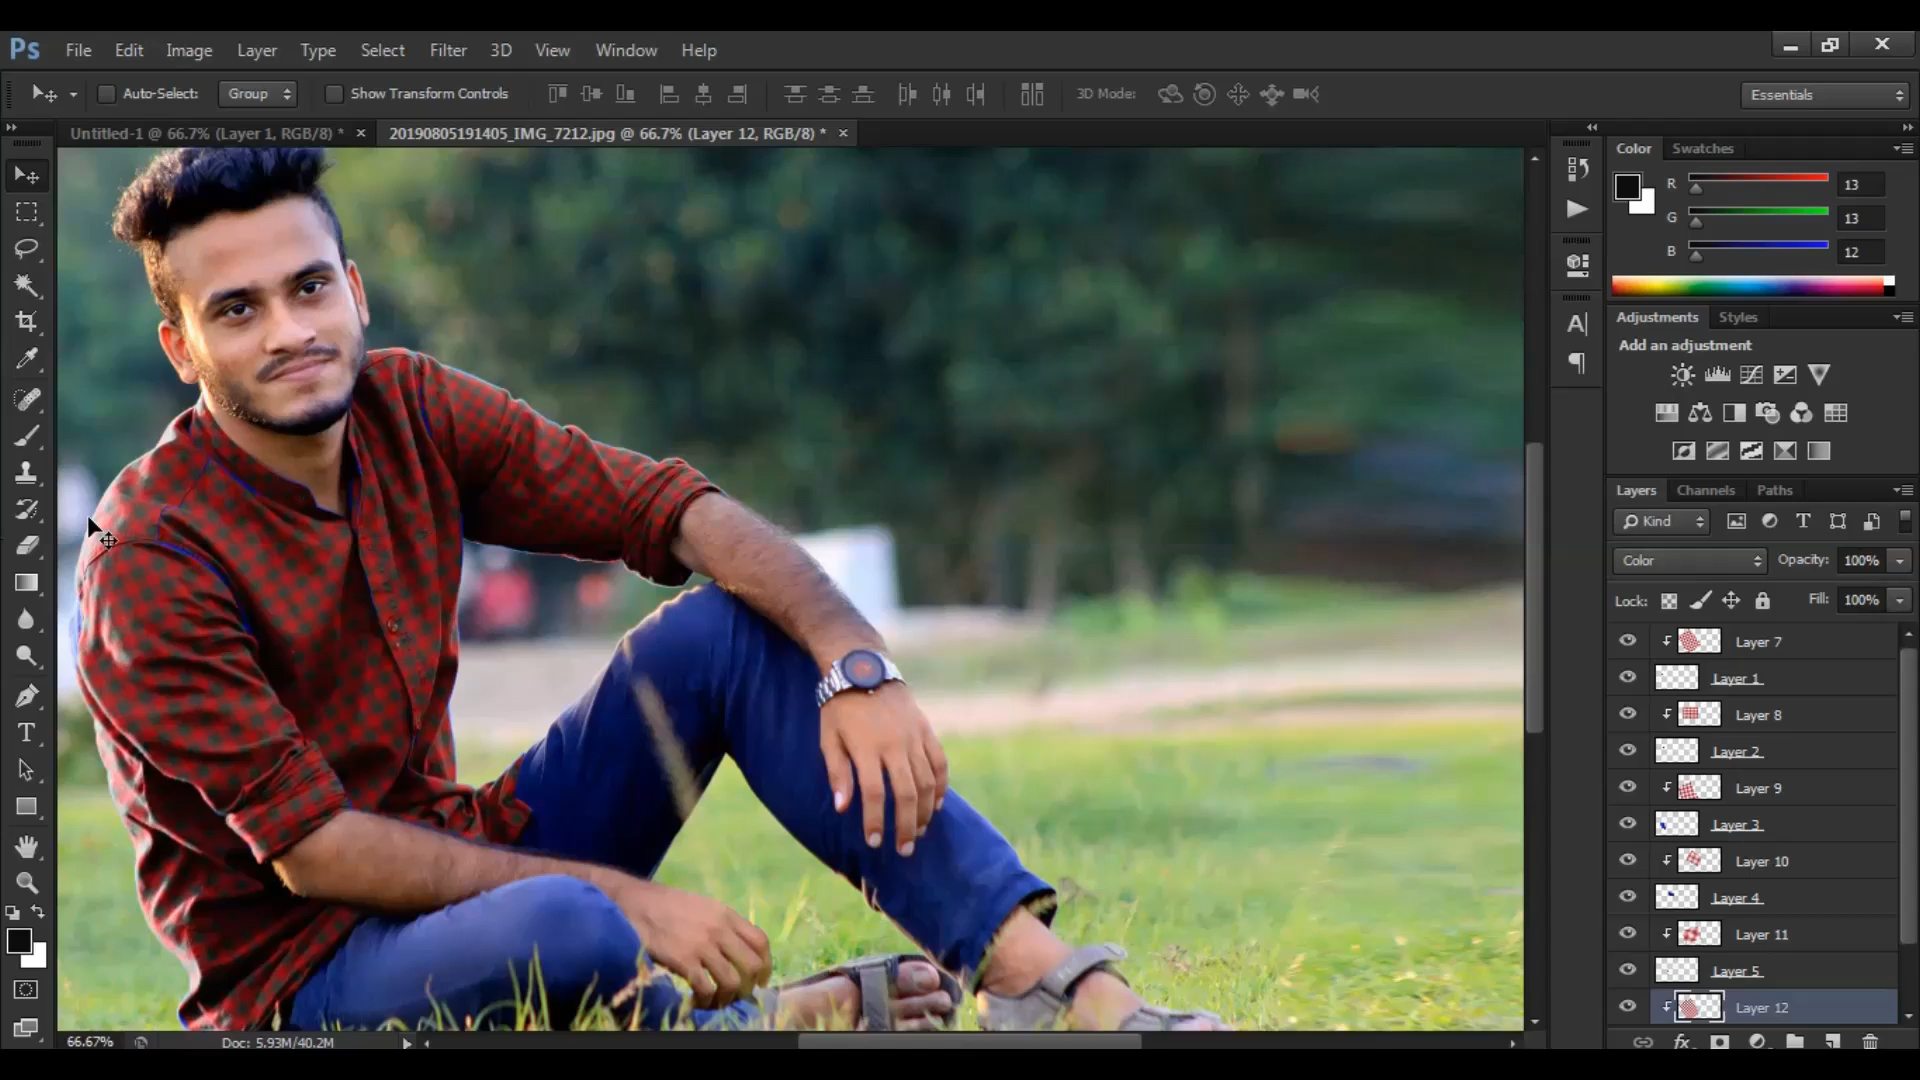 Ps File Edit Image Layer Type Select Filter 3D View Window Help
Auto-Select: Group Show Transform Controls 3D Mode: Essentials
Untitled-1 @ 66.7% (Layer 1, RGB/8) * 20190805191405_IMG_7212.jpg @ 66.7% (Layer 12, RGB/8) *
Color Swatches
R 13
G 13
B 12
Adjustments Styles
Add an adjustment
Layers Channels Paths
Kind
Color Opacity: 100%
Lock: Fill: 100%
Layer 7
Layer 1
Layer 8
Layer 2
Layer 9
Layer 3
Layer 10
Layer 4
Layer 11
Layer 5
Layer 12
66.67% Doc: 5.93M/40.2M